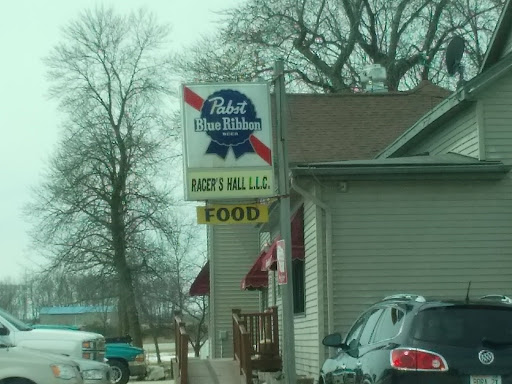 Pabst
Blue Ribbon
BEER
RACER'S HALL L.L.C.
FOOD